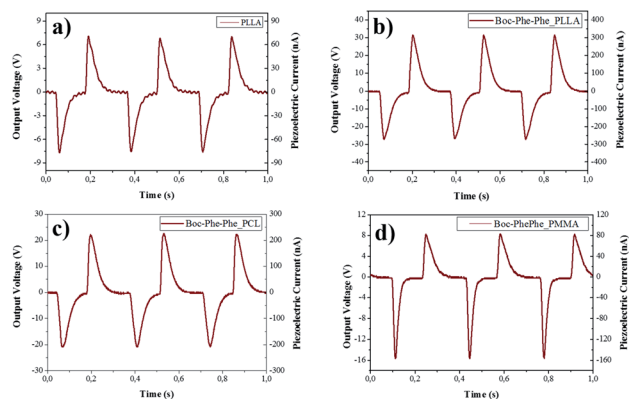 a)
PLLA
Output Voltage (V)
9
6
3
0
-3
-6
-9
90
60
30
0
-30
-60
-90
Piezoelectric Current (nA)
0,0 0,2 0,4 0,6 0,8 1,0
Time (s)
b)
Boc-Phe-Phe_PLLA
Output Voltage (V)
40
30
20
10
0
-10
-20
-30
-40
400
300
200
100
0
-100
-200
-300
-400
Piezoelectric Current (nA)
0,0 0,2 0,4 0,6 0,8 1,0
Time (s)
c)
Boc-Phe-Phe_PCL
Output Voltage (V)
30
20
10
0
-10
-20
-30
300
200
100
0
-100
-200
-300
Piezoelectric Current (nA)
0,0 0,2 0,4 0,6 0,8 1,0
Time (s)
d)
Boc-PhePhe_PMMA
Output Voltage (V)
12
8
4
0
-4
-8
-12
-16
120
80
40
0
-40
-80
-120
-160
Piezoelectric Current (nA)
0,0 0,2 0,4 0,6 0,8 1,0
Time (s)